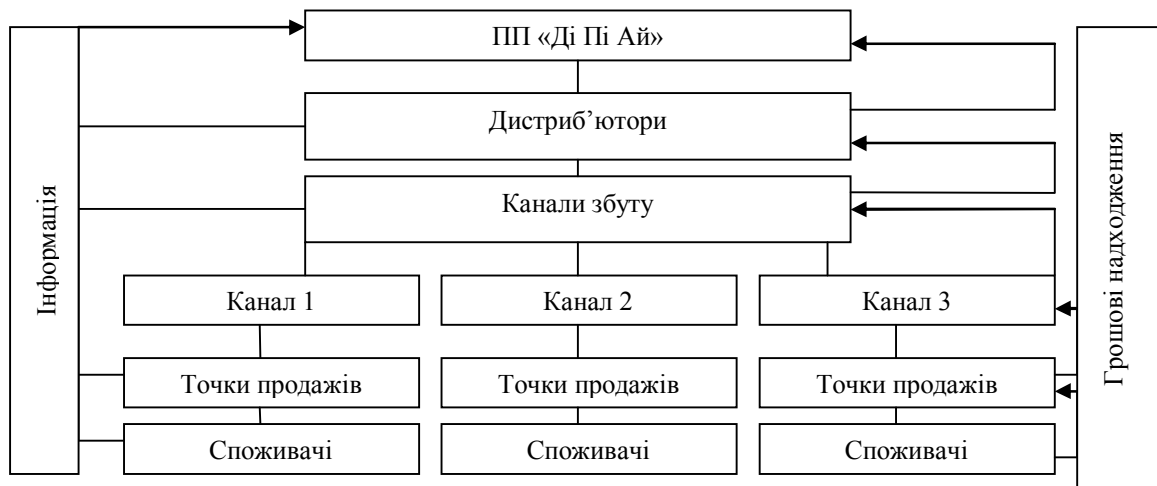 ПП «Ді Пі Ай»
Дистриб’ютори
Канали збуту
Інформація
Грошові надходження
Канал 1
Канал 2
Канал 3
Точки продажів
Точки продажів
Точки продажів
Споживачі
Споживачі
Споживачі